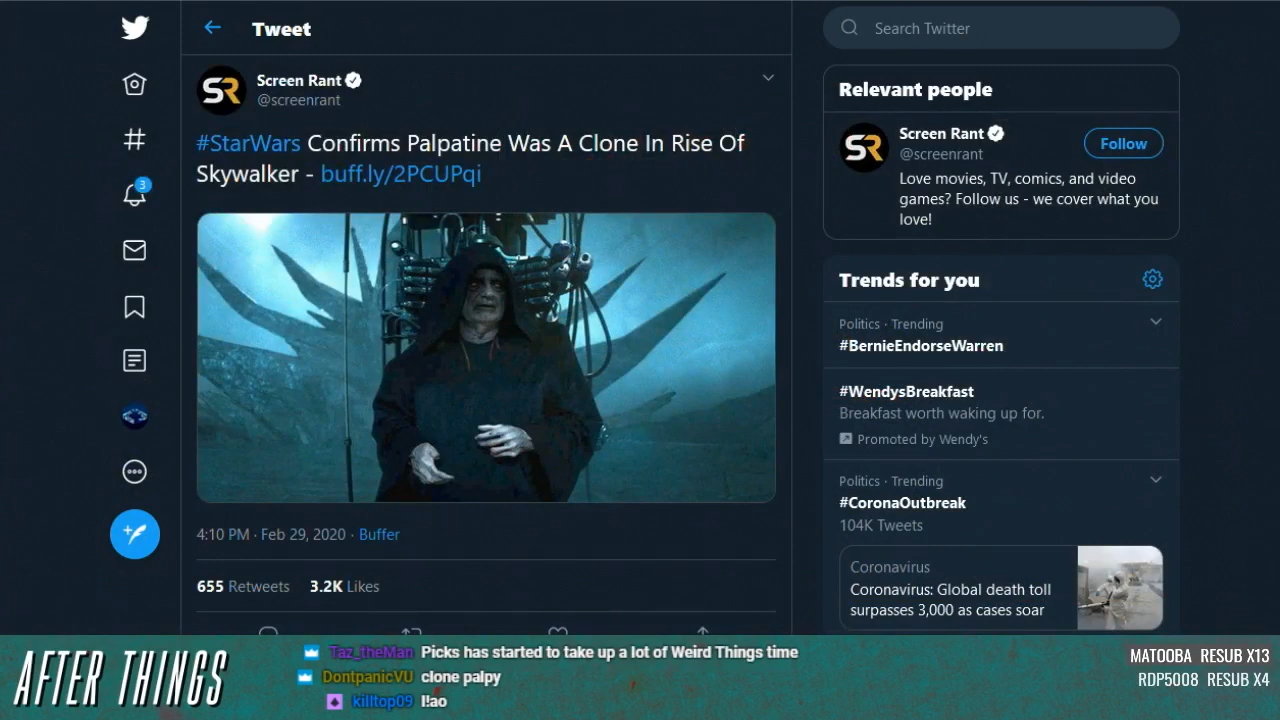 Tweet
Search Twitter
SR
Screen Rant
@screenrant
#StarWars Confirms Palpatine Was A Clone In Rise Of
Skywalker - buff.ly/2PCUPqi
4:10 PM · Feb 29, 2020 · Buffer
655 Retweets 3.2K Likes
Relevant people
SR
Screen Rant
@screenrant
Follow
Love movies, TV, comics, and video
games? Follow us - we cover what you
love!
Trends for you
Politics · Trending
#BernieEndorseWarren
#WendysBreakfast
Breakfast worth waking up for.
Promoted by Wendy's
Politics · Trending
#CoronaOutbreak
104K Tweets
Coronavirus
Coronavirus: Global death toll
surpasses 3,000 as cases soar
3
AFTER THINGS
Taz_theMan Picks has started to take up a lot of Weird Things time
DontpanicVU clone palpy
killtop09 l!ao
MATOOBA RESUB X13
RDP5008 RESUB X4